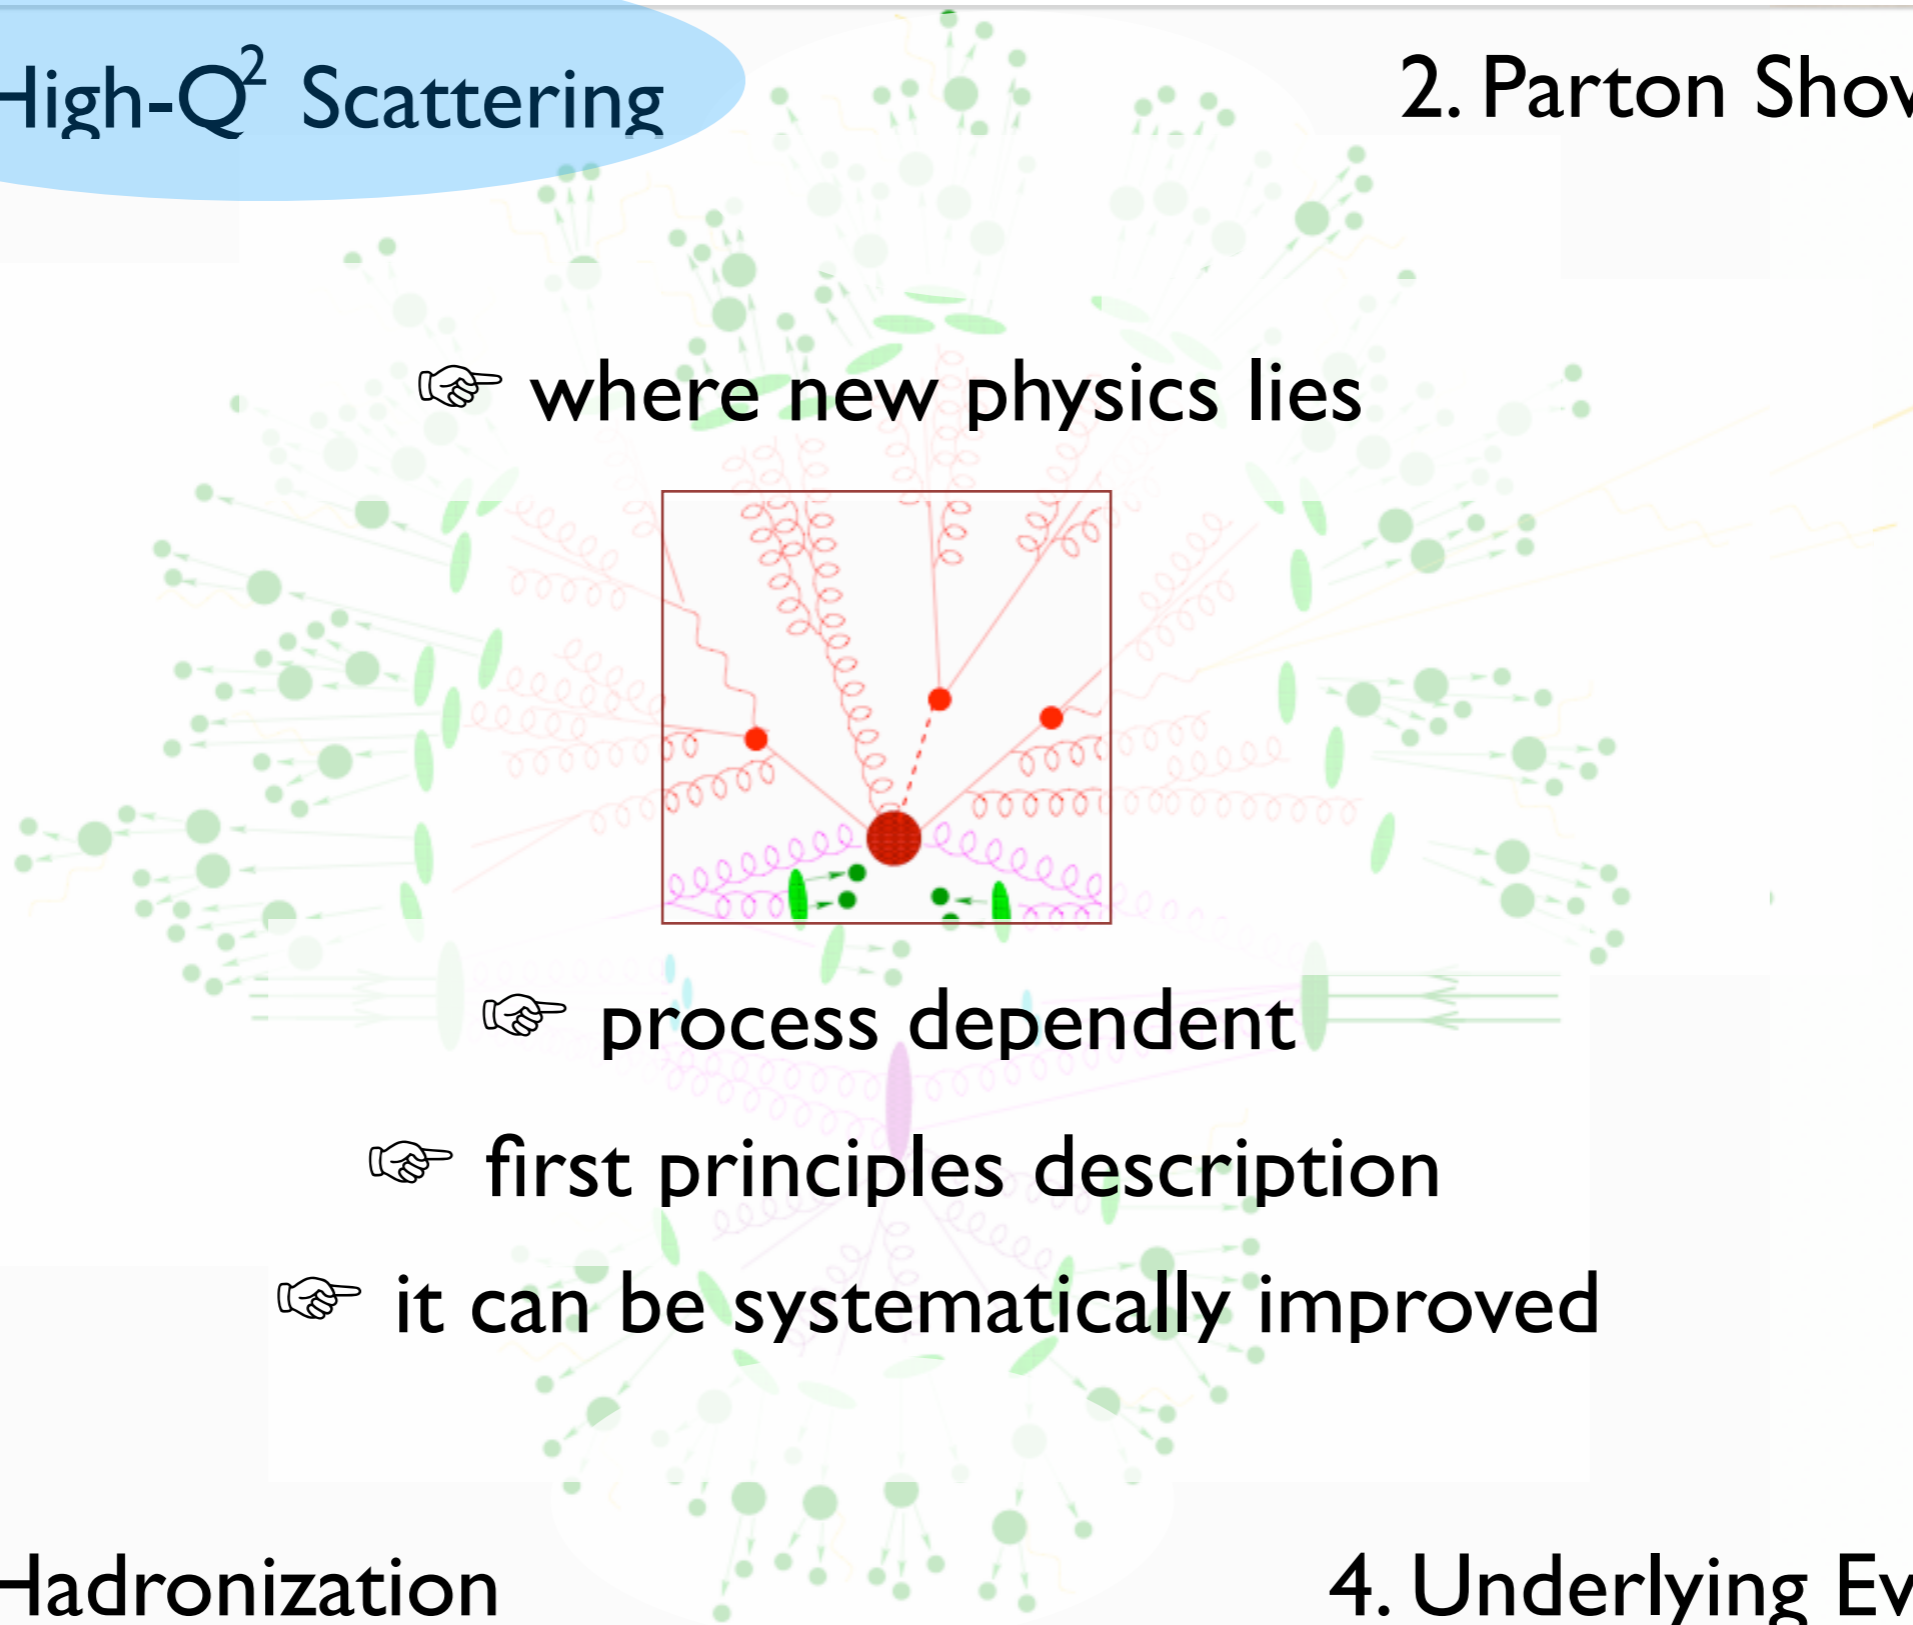 High-Q² Scattering
2. Parton Show
☞ where new physics lies
☞ process dependent
☞ first principles description
☞ it can be systematically improved
Hadronization
4. Underlying Ev